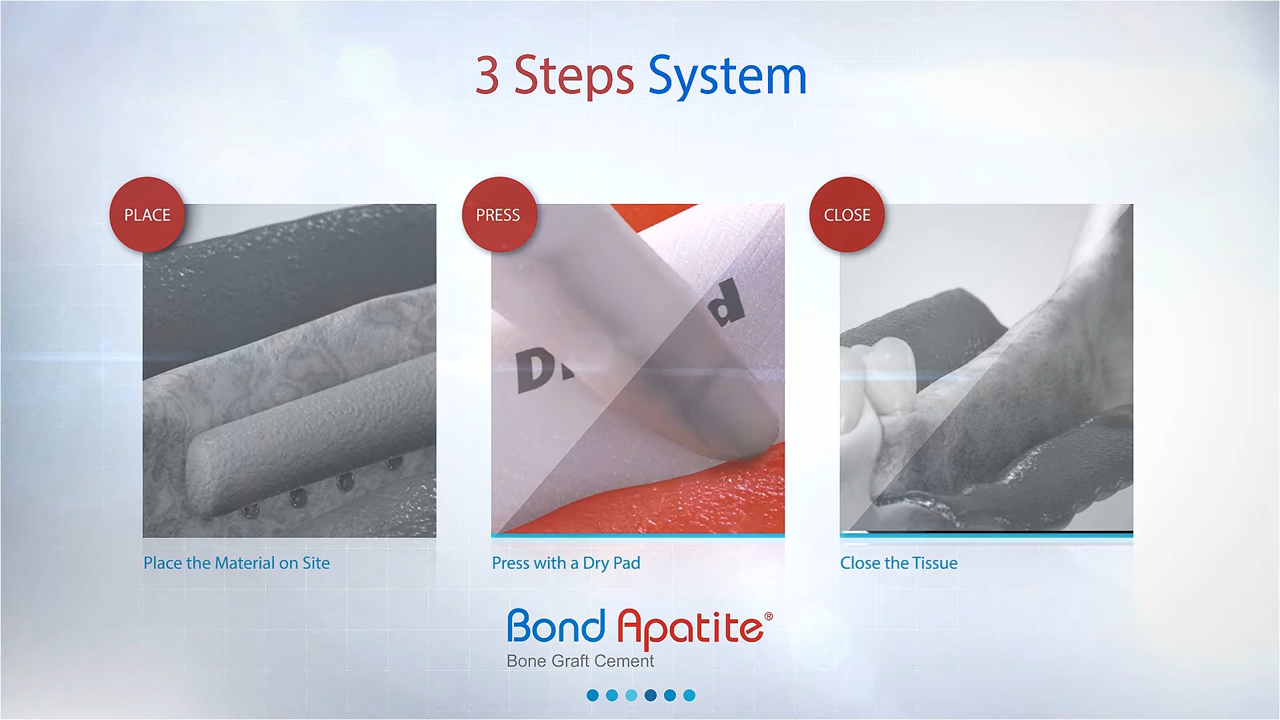 3 Steps System
PLACE
PRESS
CLOSE
d
Place the Material on Site
Press with a Dry Pad
Close the Tissue
Bond Apatite®
Bone Graft Cement